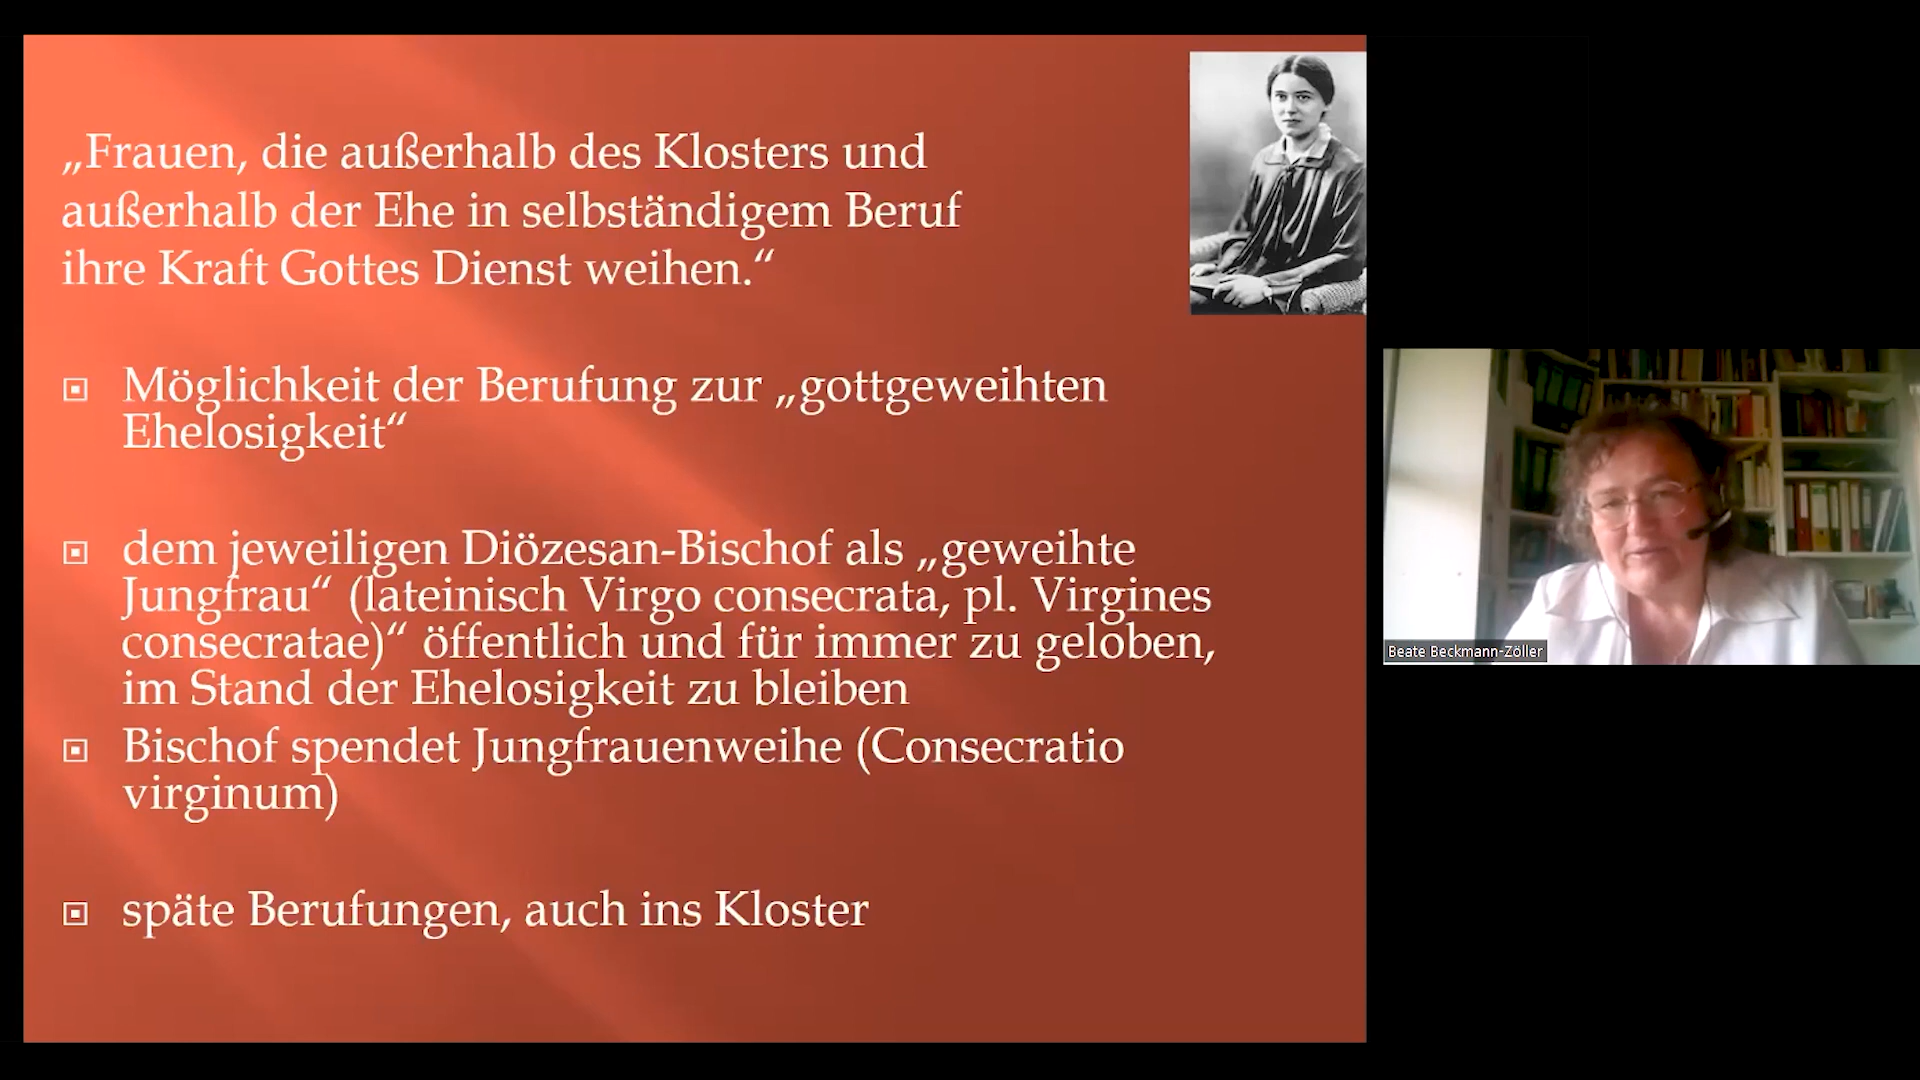 „Frauen, die außerhalb des Klosters und
außerhalb der Ehe in selbständigem Beruf
ihre Kraft Gottes Dienst weihen.“
Möglichkeit der Berufung zur „gottgeweihten
Ehelosigkeit“
dem jeweiligen Diözesan-Bischof als „geweihte
Jungfrau“ (lateinisch Virgo consecrata, pl. Virgines
consecratae)“ öffentlich und für immer zu geloben,
im Stand der Ehelosigkeit zu bleiben
Bischof spendet Jungfrauenweihe (Consecratio
virginum)
späte Berufungen, auch ins Kloster
Beate Beckmann-Zöller